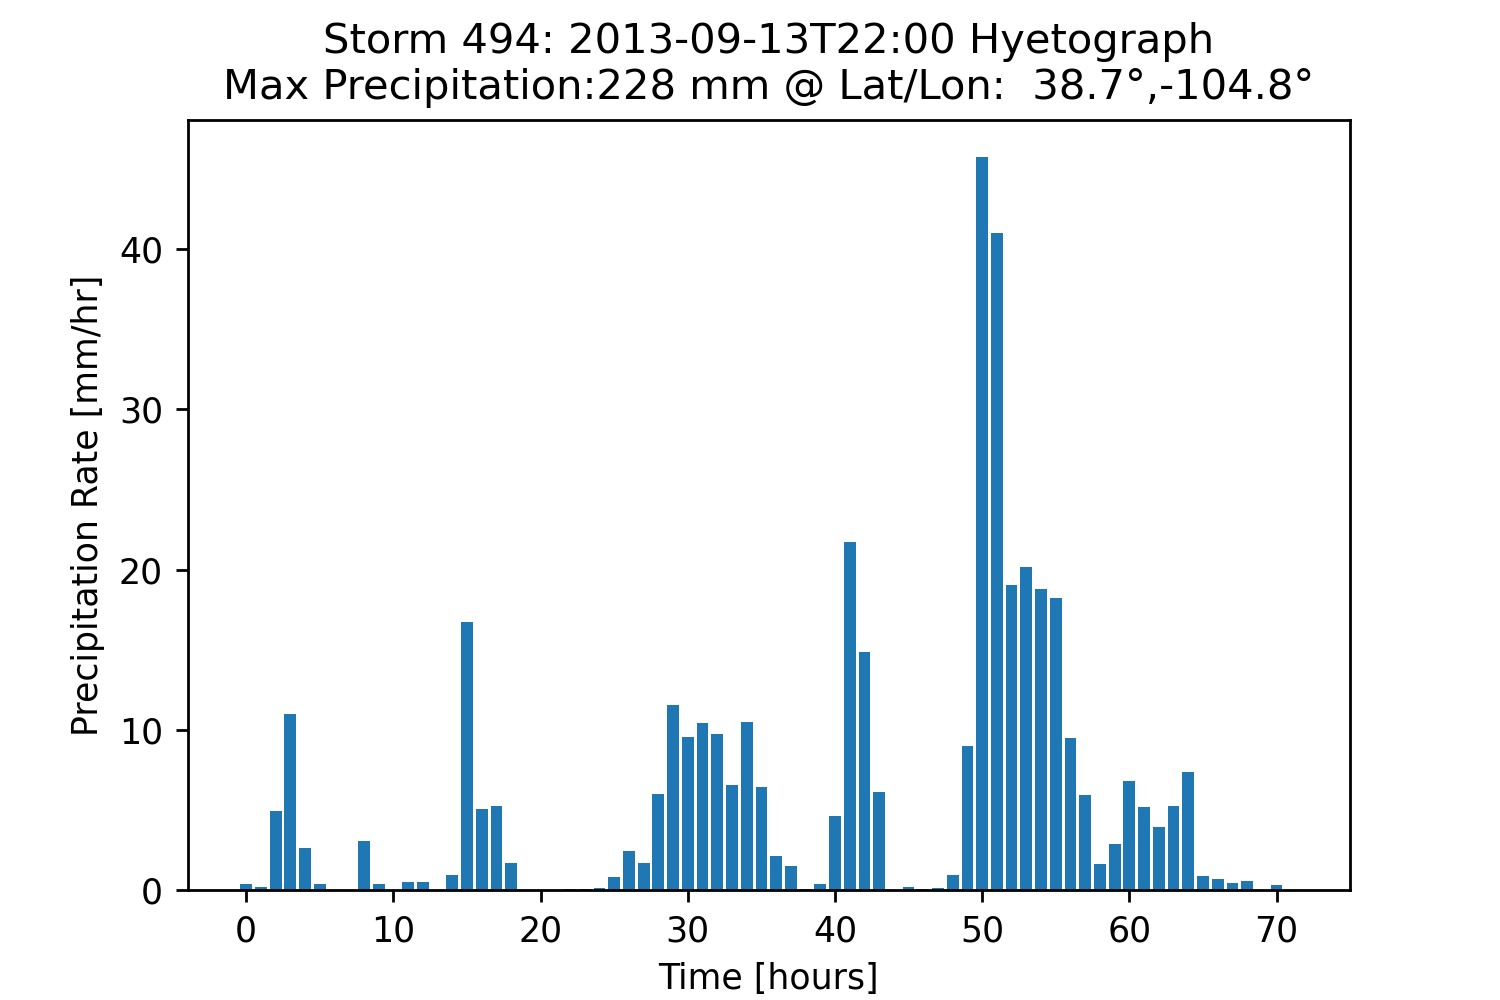 Storm 494: 2013-09-13T22:00 Hyetograph
Max Precipitation:228 mm @ Lat/Lon:  38.7°,-104.8°
Precipitation Rate [mm/hr]
40
30
20
10
0
0 10 20 30 40 50 60 70
Time [hours]